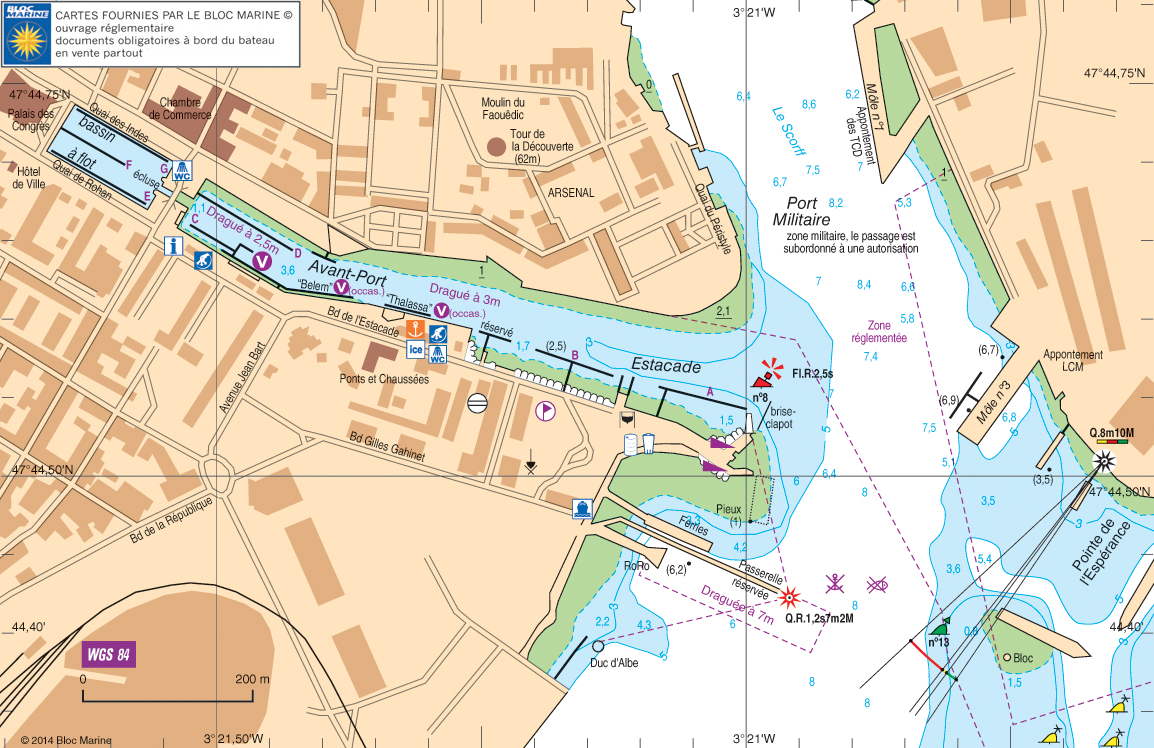 BLOC
MARINE
CARTES FOURNIES PAR LE BLOC MARINE ©
ouvrage réglementaire
documents obligatoires à bord du bateau
en vente partout
3°21'W
47°44,75'N
47°44,75'N
Palais des
Congrès
Quai des Indes
Chambre
de Commerce
bassin
à flot
F
écluse
G
WC
E
Quai de Rohan
Hôtel
de Ville
Moulin du
Faouëdic
Tour de
la Découverte
(62m)
ARSENAL
Quai du Péristyle
0
6,4
8,6
6,2
Le Scorff
7,5
7
6,7
8,2
Môle n°1
Appontement
des TCD
1
5,3
Port
Militaire
zone militaire, le passage est
subordonné à une autorisation
7
8,4
6,6
5,8
Zone
réglementée
7,4
1,1
C
Dragué à 2,5m
V
3,6
D
i
Avant-Port
"Belem"
V
(occas.)
"Thalassa"
V
(occas.)
Dragué à 3m
1
2,1
Bd de l'Estacade
ice
WC
réservé
1,7
(2,5)
B
3
Estacade
A
1,5
Fl.R.2,5s
n°8
brise-
clapot
7
5
6,4
6
8
Ponts et Chaussées
Avenue Jean Bart
Bd Gilles Gahinet
Bd de la République
3
(6,7)
(6,9)
Môle n°3
7,5
6,8
5
5
Appontement
LCM
Q.8m10M
(3,5)
47°44,50'N
47°44,50'N
3,5
3
Pointe de
l'Espérance
Pieux
(1)
Ferries
4,2
RoRo
(6,2)
Passerelle
réservée
Draguée à 7m
Q.R.1,2s7m2M
8
6
8
8
2,2
3
4,3
5
Duc d'Albe
3,6
5,4
n°13
0,8
Bloc
1,5
5
3
44,40'
44,40'
WGS 84
0
200 m
© 2014 Bloc Marine
3°21,50'W
3°21'W